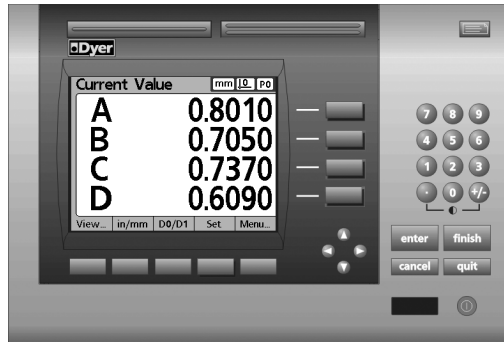 Dyer
Current Value mm 0 P0
A 0.8010
B 0.7050
C 0.7370
D 0.6090
View... in/mm D0/D1 Set Menu...
7 8 9
4 5 6
1 2 3
· 0 +/-
enter finish
cancel quit